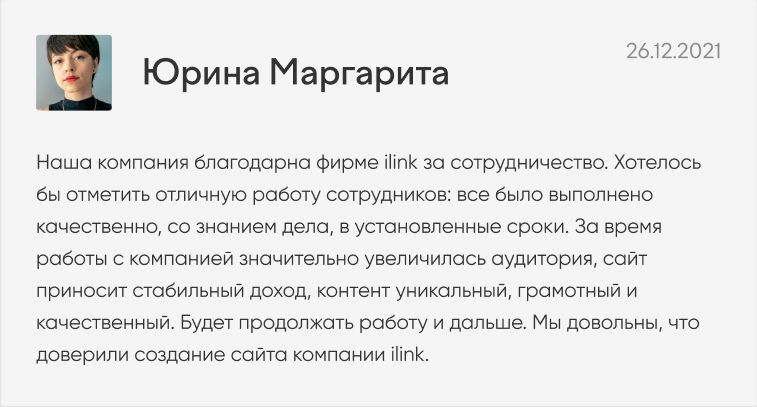 26.12.2021
Юрина Маргарита
Наша компания благодарна фирме ilink за сотрудничество. Хотелось
бы отметить отличную работу сотрудников: все было выполнено
качественно, со знанием дела, в установленные сроки. За время
работы с компанией значительно увеличилась аудитория, сайт
приносит стабильный доход, контент уникальный, грамотный и
качественный. Будет продолжать работу и дальше. Мы довольны, что
доверили создание сайта компании ilink.